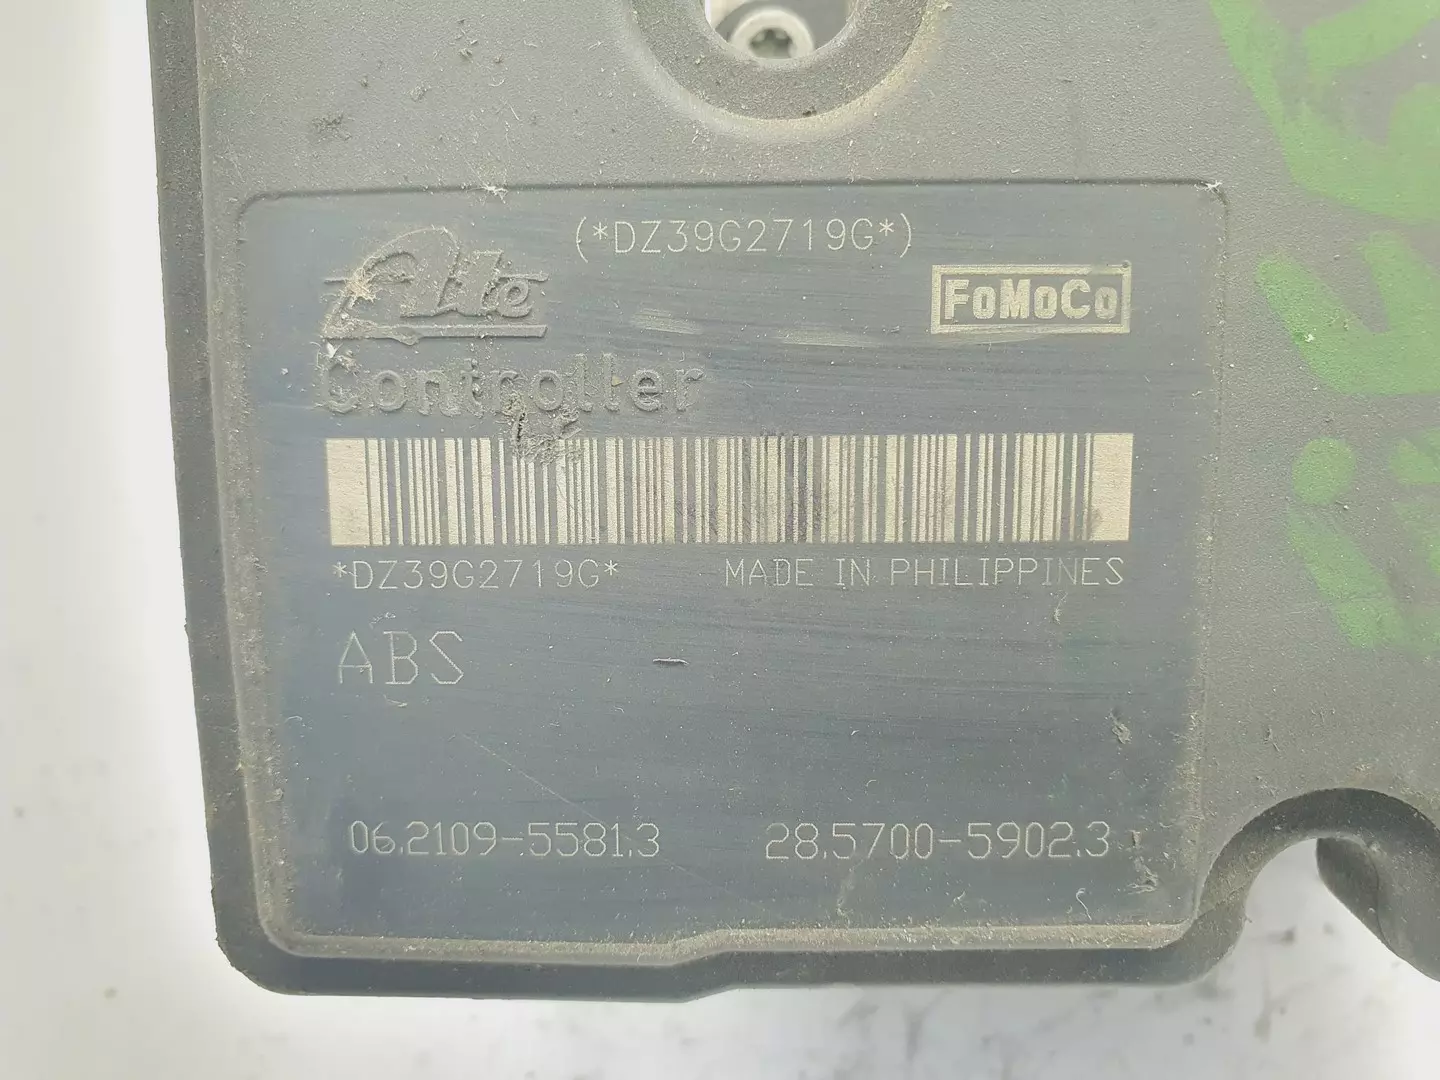 (*DZ39G2719G*)
Ate
FoMoCo
Controller
*DZ39G2719G* MADE IN PHILIPPINES
ABS
06.2109-5581.3 28.5700-5902.3